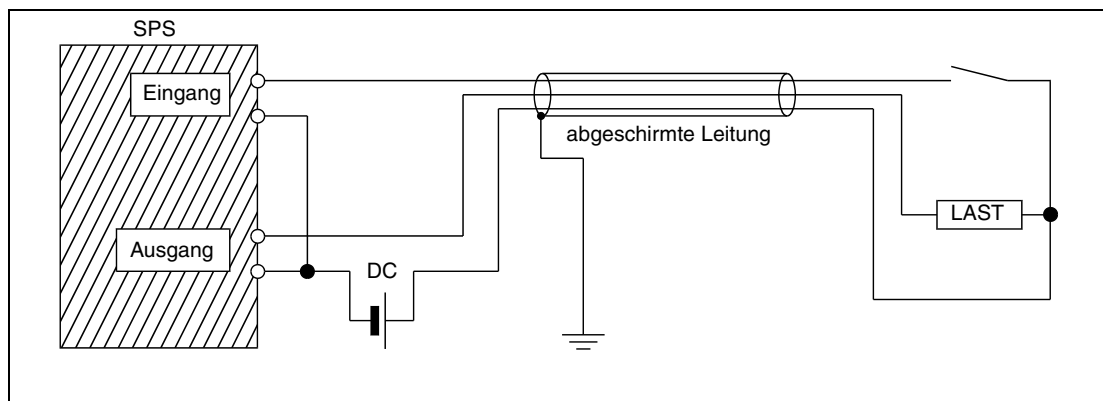 SPS
Eingang
abgeschirmte Leitung
LAST
Ausgang
DC